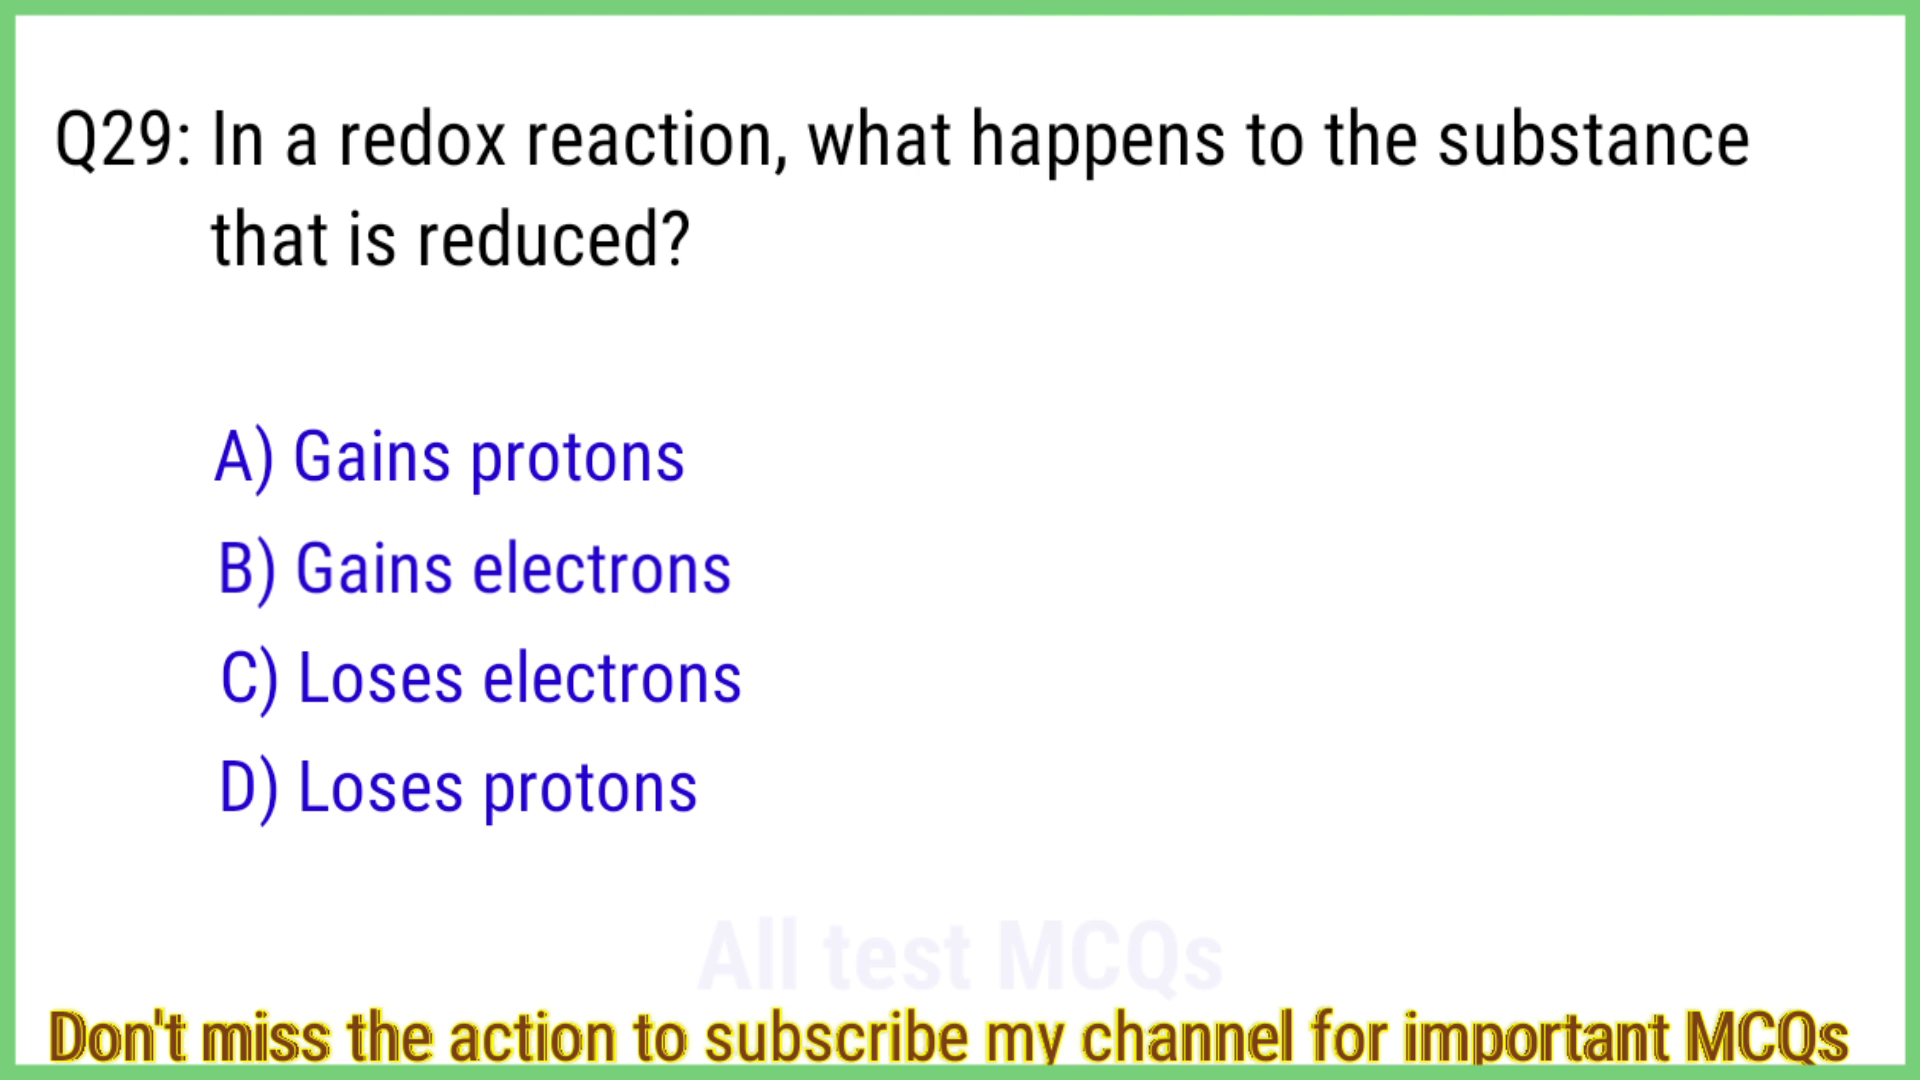 Q29: In a redox reaction, what happens to the substance
that is reduced?
A) Gains protons
B) Gains electrons
C) Loses electrons
D) Loses protons
All test MCQs
Don't miss the action to subscribe my channel for important MCQs